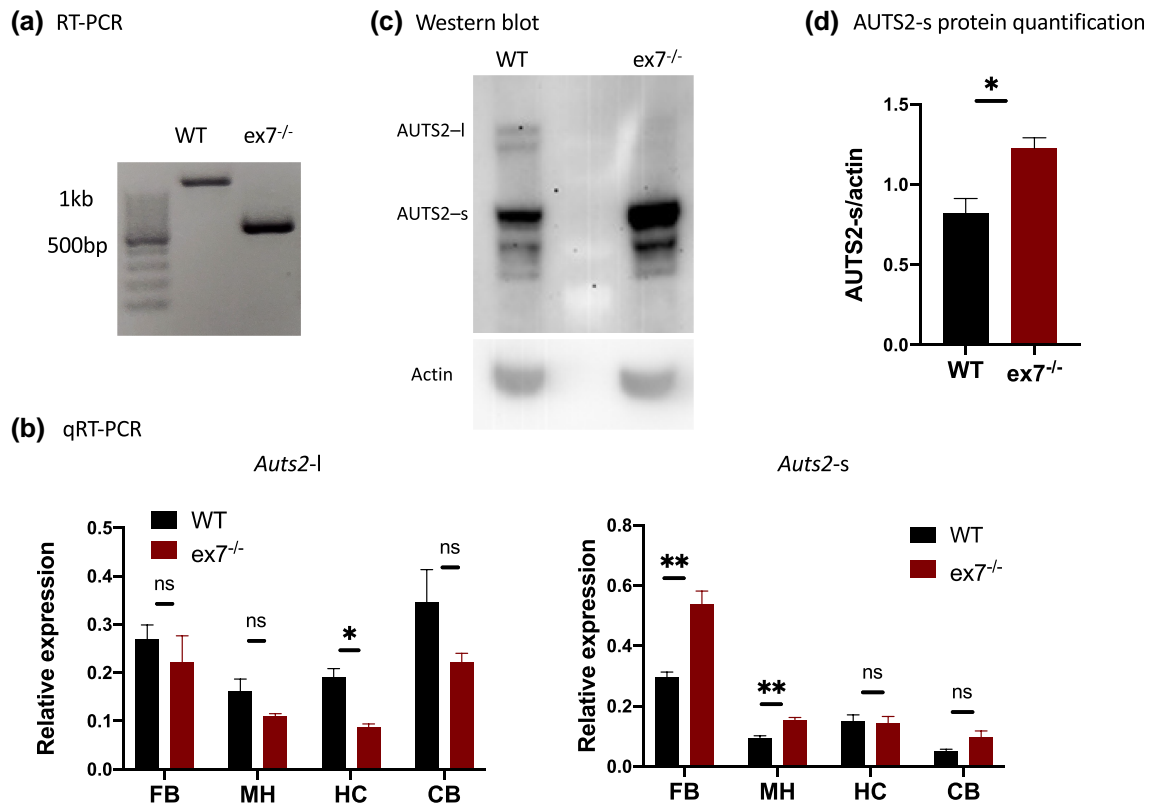 (a) RT-PCR
WT ex7-/-
1kb
500bp
(c) Western blot
WT ex7-/-
AUTS2–l
AUTS2–s
Actin
(d) AUTS2-s protein quantification
*
AUTS2-s/actin
1.5
1.0
0.5
0.0
WT ex7-/-
(b) qRT-PCR
Auts2-l
Relative expression
0.5
0.4
0.3
0.2
0.1
0.0
WT
ex7-/-
ns ns * ns
FB MH HC CB
Auts2-s
Relative expression
0.8
0.6
0.4
0.2
0.0
WT
ex7-/-
** ** ns ns
FB MH HC CB